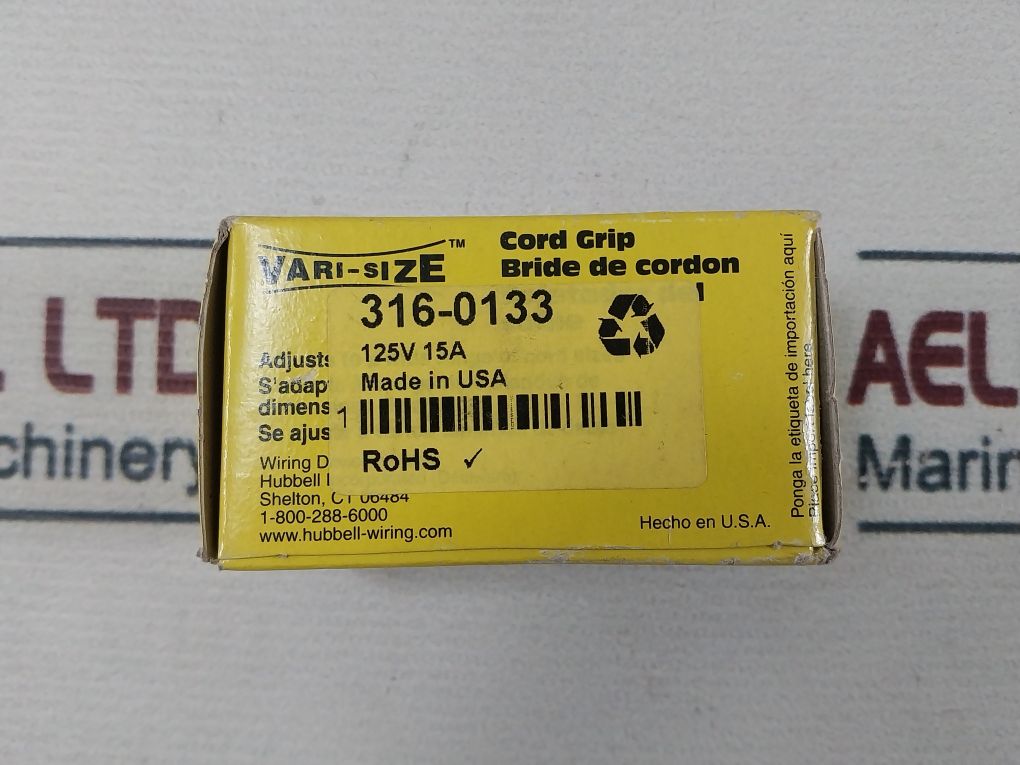 VARI-SIZE™
Cord Grip
Bride de cordon
316-0133
Adjusts
125V 15A
S'adap
Made in USA
dimens
1
Se ajus
RoHS ✓
Wiring D
Hubbell
Shelton, CT 06484
1-800-288-6000
www.hubbell-wiring.com
Hecho en U.S.A.
Ponga la etiqueta de importación aquí
LTD
chinery
AEL
Marin